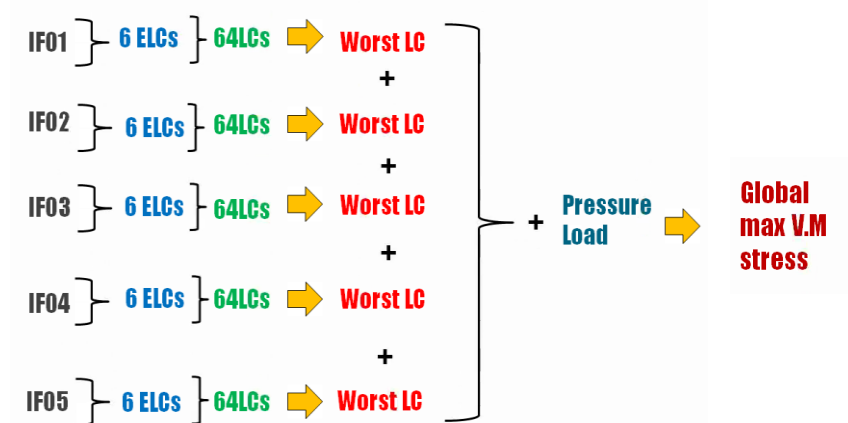 IF01 6 ELCs 64LCs Worst LC
+
IF02 6 ELCs 64LCs Worst LC
+
IF03 6 ELCs 64LCs Worst LC
+
IF04 6 ELCs 64LCs Worst LC
+
IF05 6 ELCs 64LCs Worst LC
+ Pressure
Load
Global
max V.M
stress